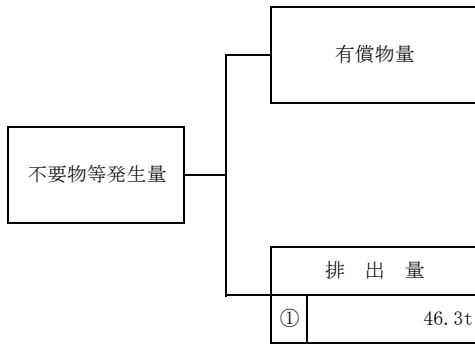 有償物量
不要物等発生量
排 出 量
① 46.3t